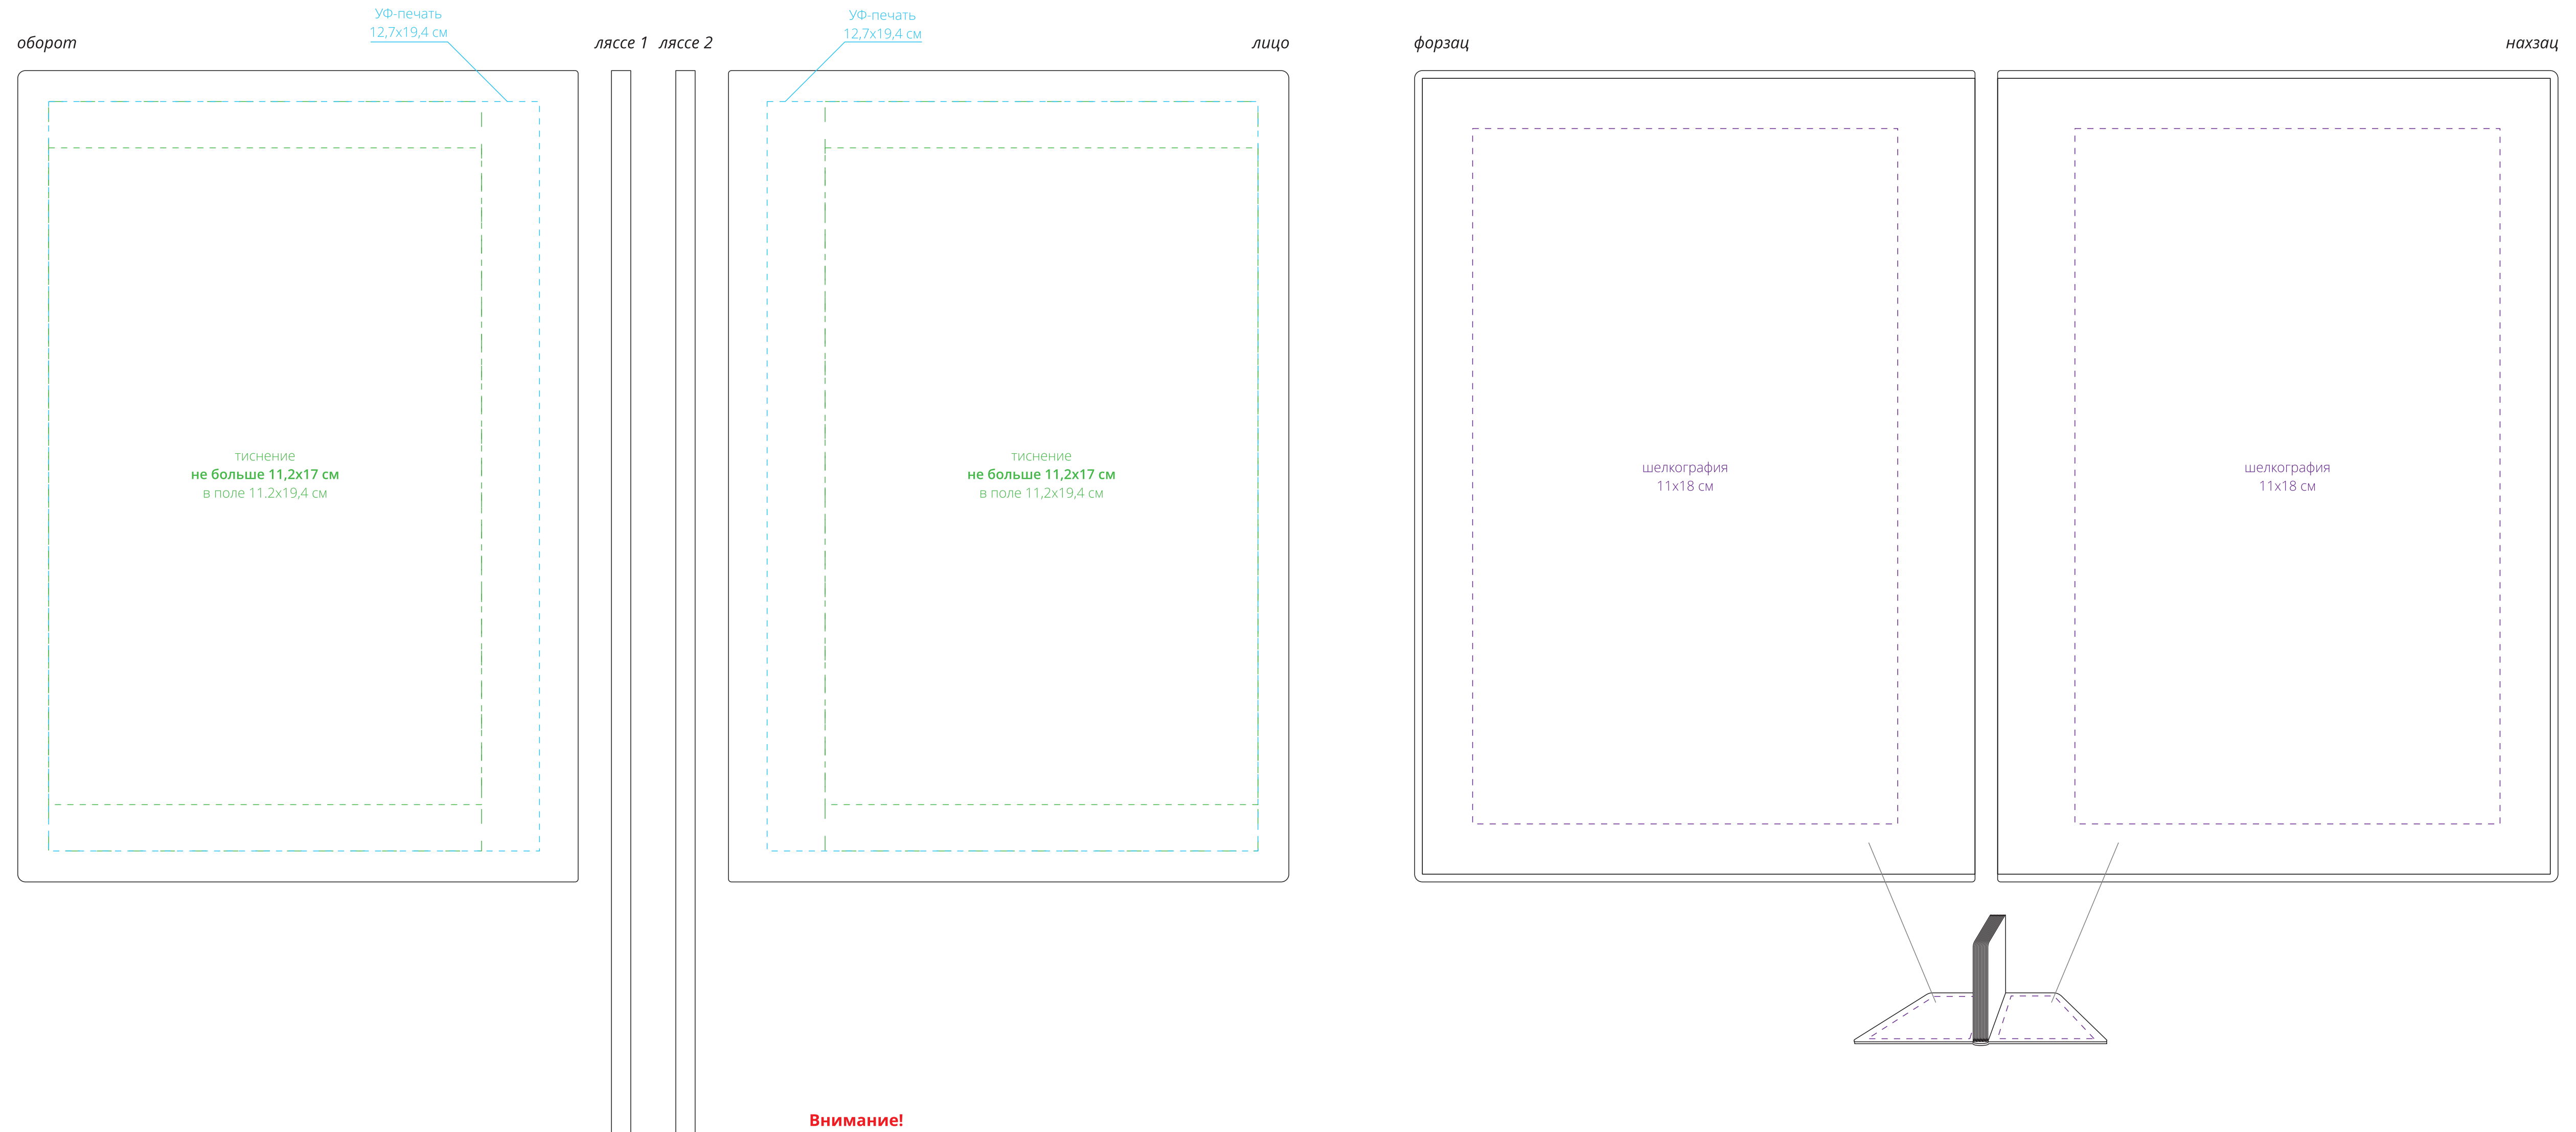 УФ-печать
12,7х19,4 см
УФ-печать
12,7х19,4 см
оборот
ляссе 1
ляссе 2
лицо
форзац
нахзац
тиснение
не больше 11,2х17 см
в поле 11.2х19,4 см
тиснение
не больше 11,2х17 см
в поле 11,2х19,4 см
шелкография
11х18 см
шелкография
11х18 см
Внимание!